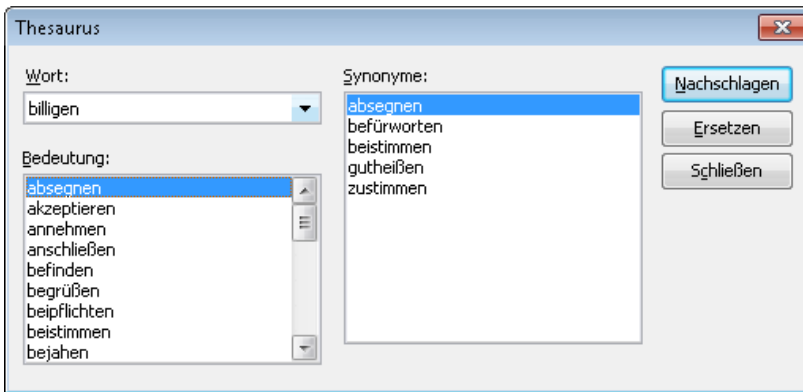 Thesaurus
Wort:
billigen
Bedeutung:
absegnen
akzeptieren
annehmen
anschließen
befinden
begrüßen
beipflichten
beistimmen
bejahen
Synonyme:
absegnen
befürworten
beistimmen
gutheißen
zustimmen
Nachschlagen
Ersetzen
Schließen